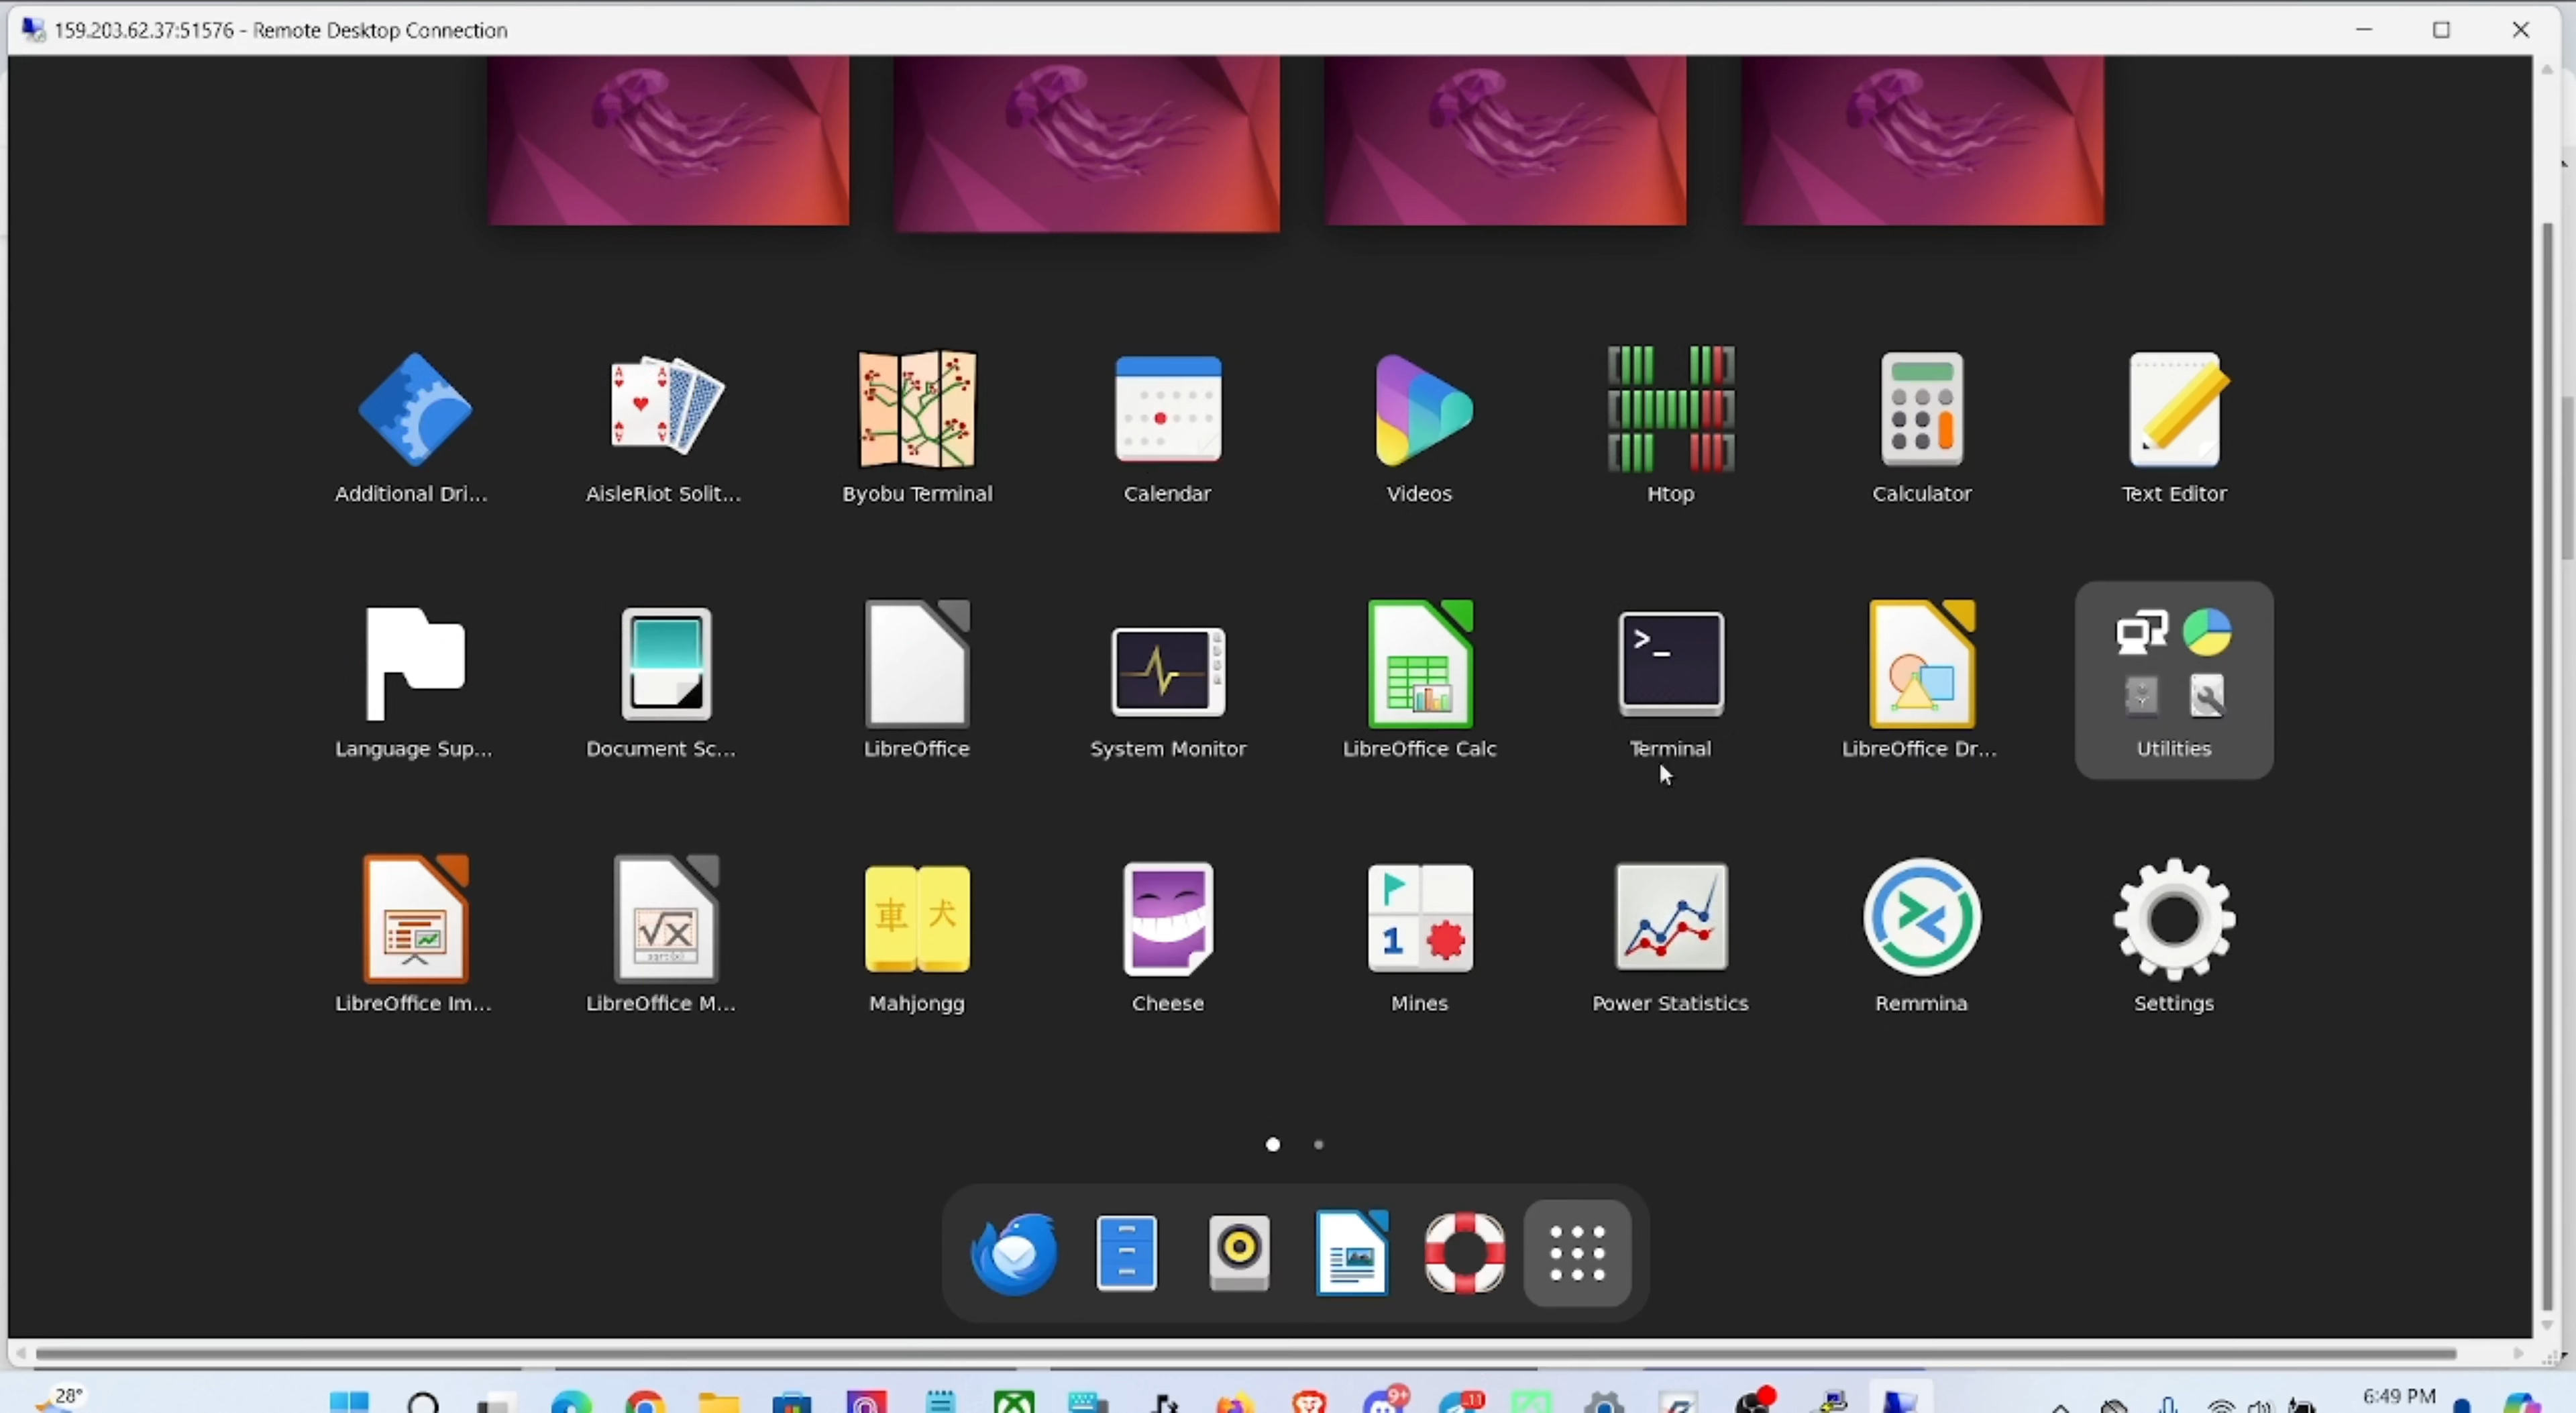 159.203.62.37:51576 - Remote Desktop Connection
Additional Dri...
AisleRiot Solit...
Byobu Terminal
Calendar
Videos
Htop
Calculator
Text Editor
Language Sup...
Document Sc...
LibreOffice
System Monitor
LibreOffice Calc
Terminal
LibreOffice Dr...
Utilities
LibreOffice Im...
LibreOffice M...
Mahjongg
Cheese
Mines
Power Statistics
Remmina
Settings
28°
9+
11
6:49 PM